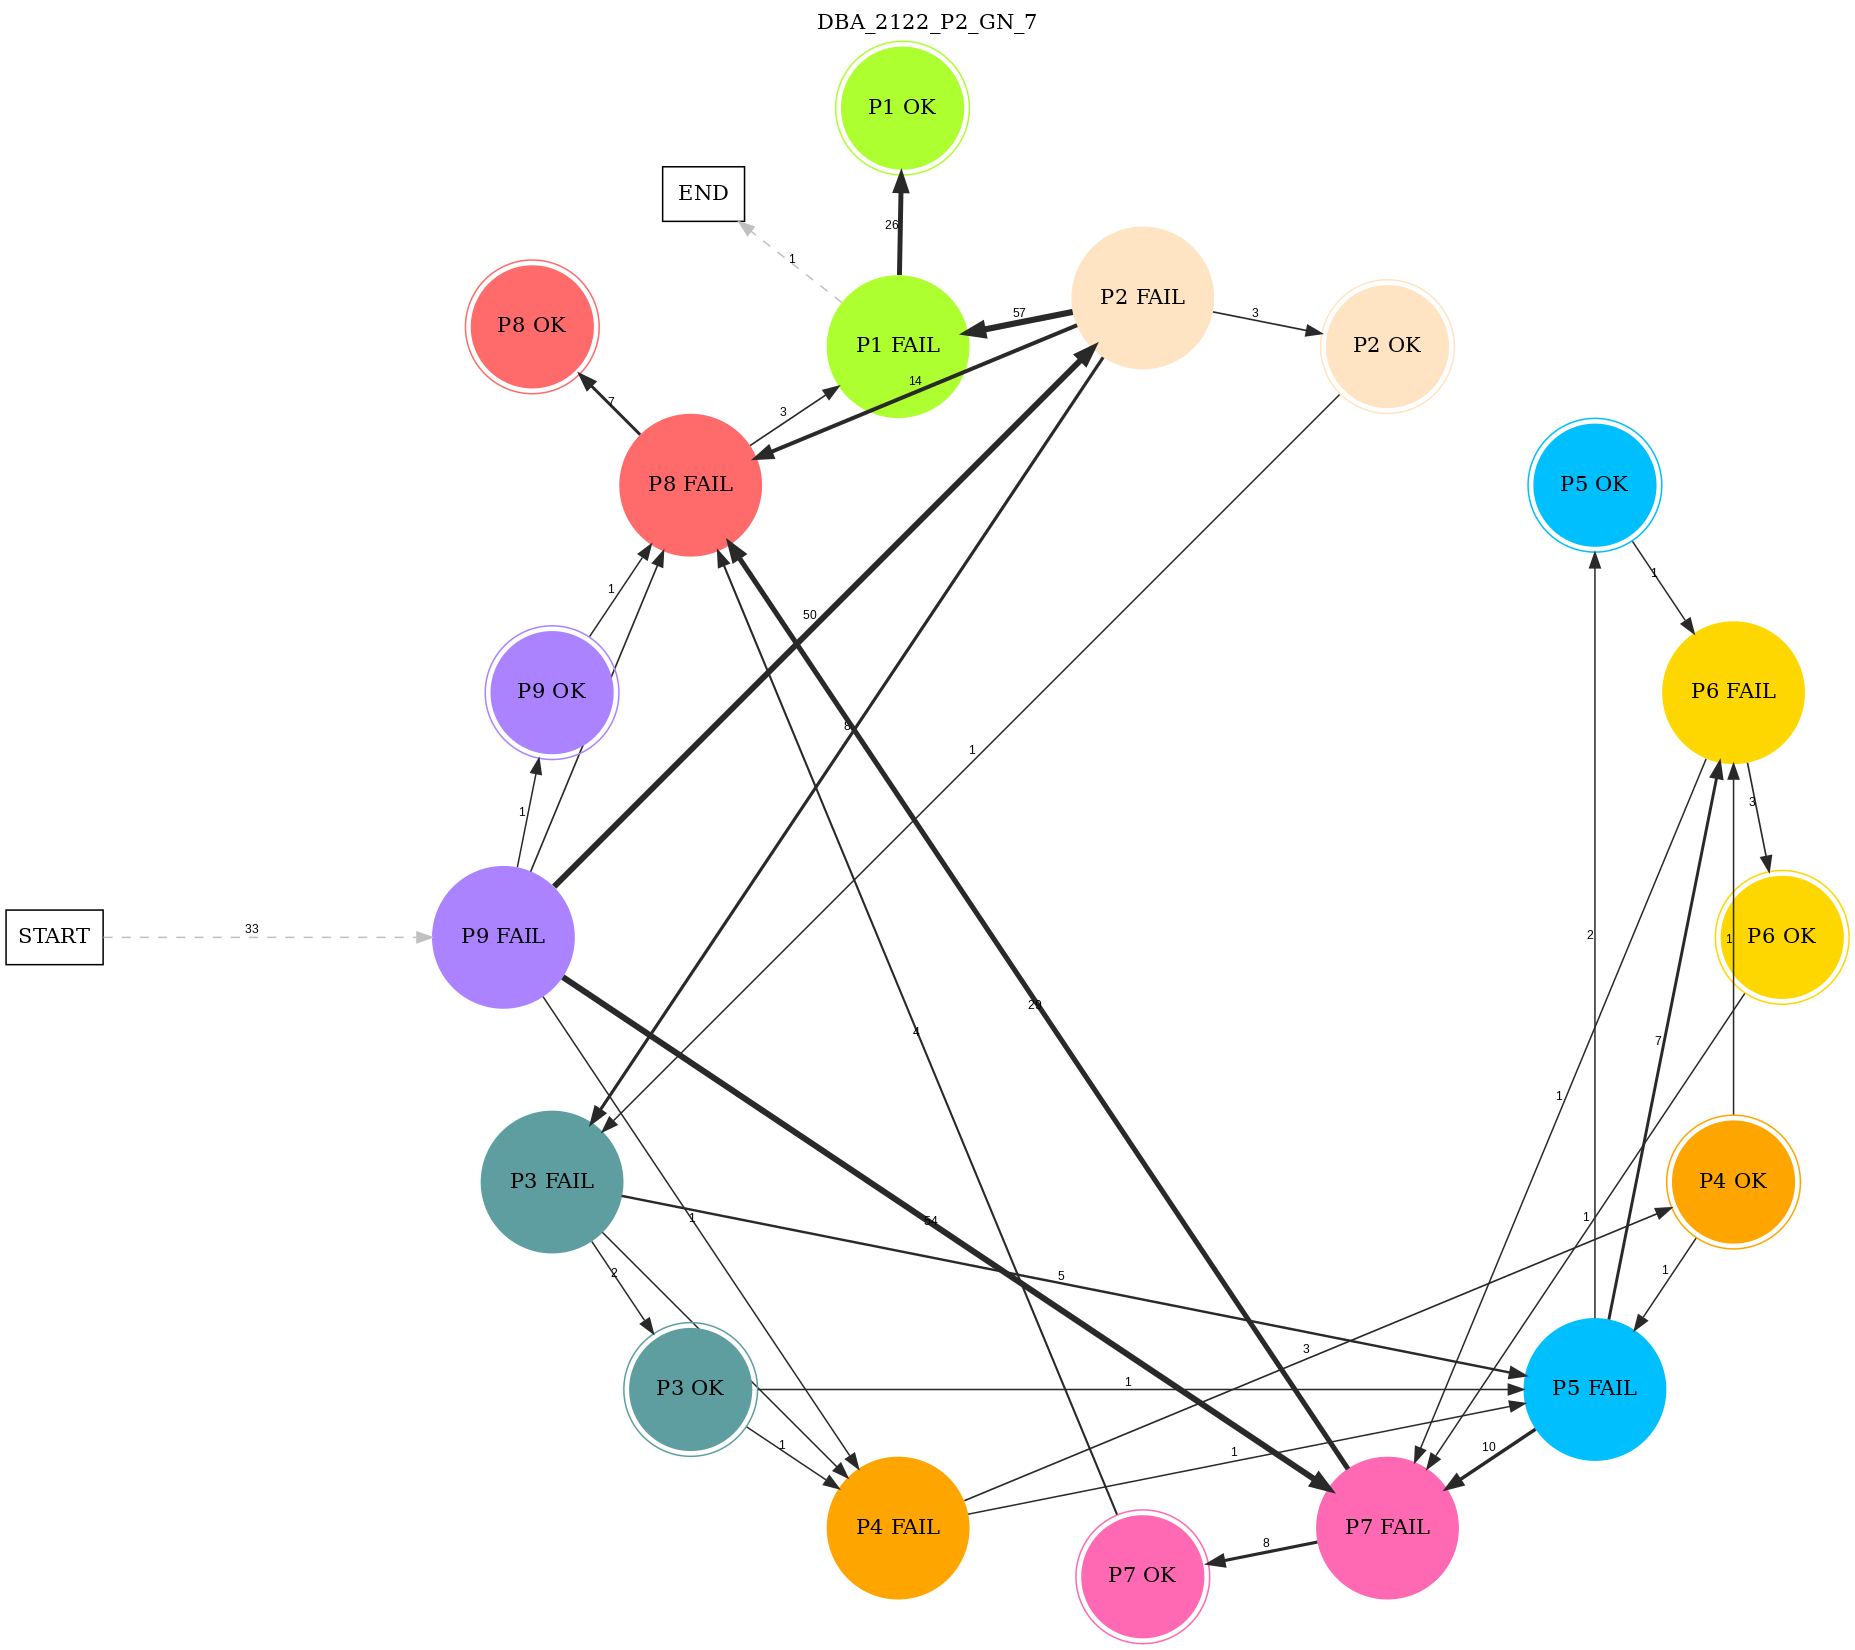 DBA_2122_P2_GN_7
P1 OK
END
26
1
P2 FAIL
P8 OK
57
3
P1 FAIL
P2 OK
14
7
3
P8 FAIL
P5 OK
1
1
50
P9 OK
P6 FAIL
8
1
1
3
START
33
P9 FAIL
2
1
P6 OK
29
4
7
1
P3 FAIL
P4 OK
1
54
1
2
5
1
3
1
P3 OK
P5 FAIL
1
1
10
P4 FAIL
P7 FAIL
8
P7 OK